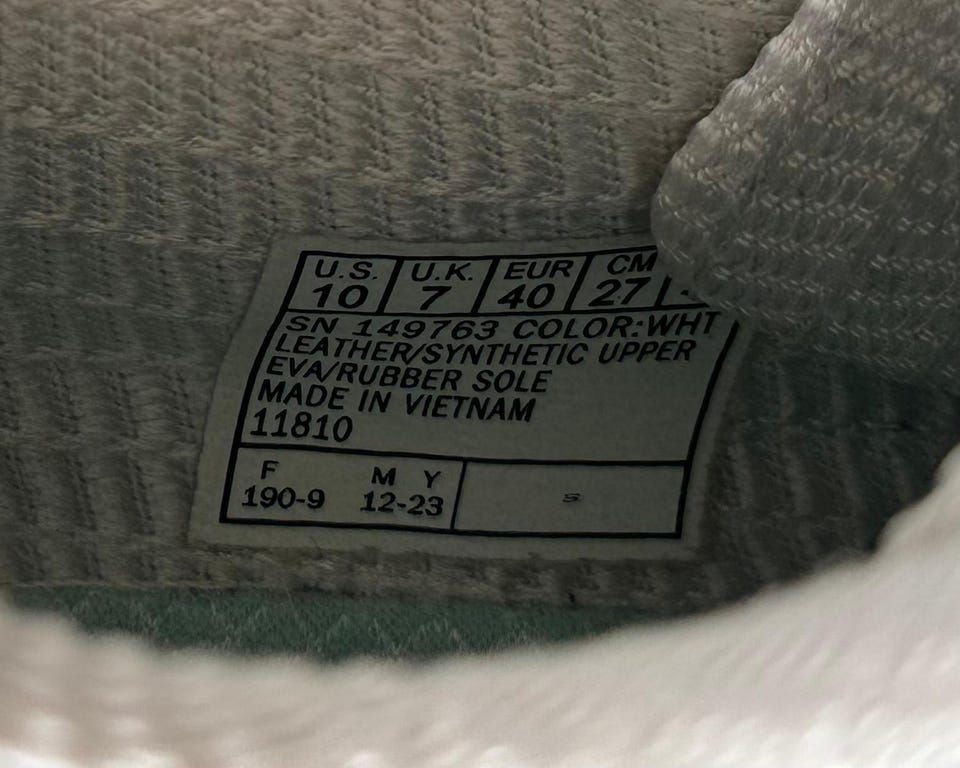 U.S. U.K. EUR CM
10 7 40 27
SN 149763 COLOR:WHT
LEATHER/SYNTHETIC UPPER
EVA/RUBBER SOLE
MADE IN VIETNAM
11810
F M Y
190-9 12-23
S